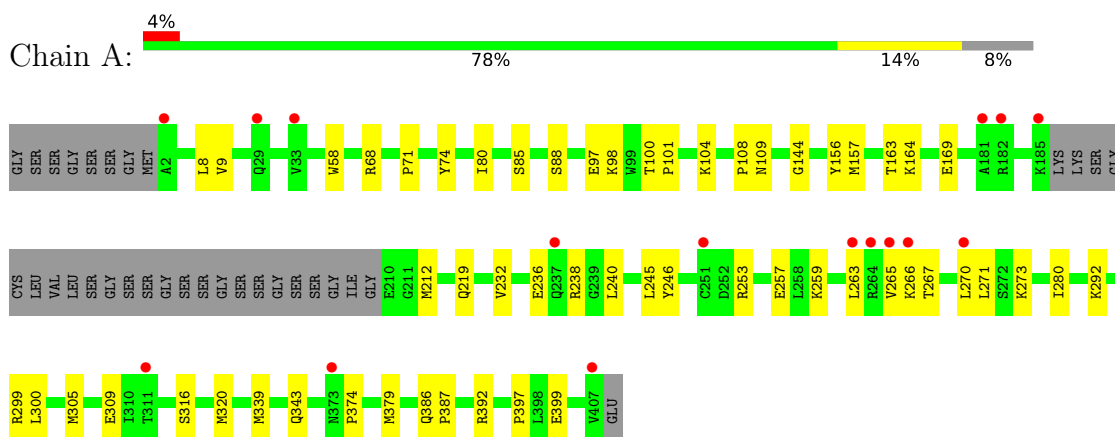 4%
Chain A:
78% 14% 8%
GLY SER SER GLY SER SER GLY MET A2 L8 V9 Q29 V33 W58 R68 P71 Y74 I80 S85 S88 E97 K98 W99 T100 P101 K104 P108 N109 G144 Y156 M157 T163 K164 E169 A181 R182 K185 LYS LYS SER GLY
CYS LEU VAL LEU SER GLY SER SER GLY SER SER GLY SER SER GLY SER SER GLY ILE GLY E210 G211 M212 Q219 V232 E236 Q237 R238 G239 L240 L245 Y246 C251 D252 R253 E257 L258 K259 L263 R264 V265 K266 T267 L270 L271 S272 K273 I280 K292
R299 L300 M305 E309 I310 T311 S316 M320 M339 Q343 N373 P374 M379 Q386 P387 R392 P397 L398 E399 V407 GLU